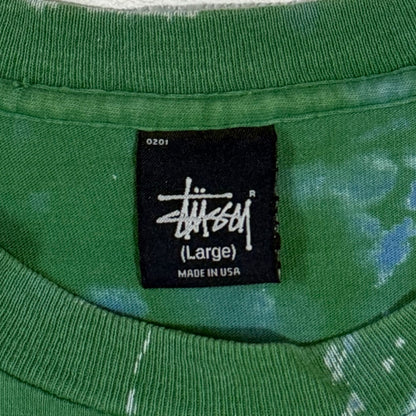 0201
Stüssy®
(Large)
MADE IN USA